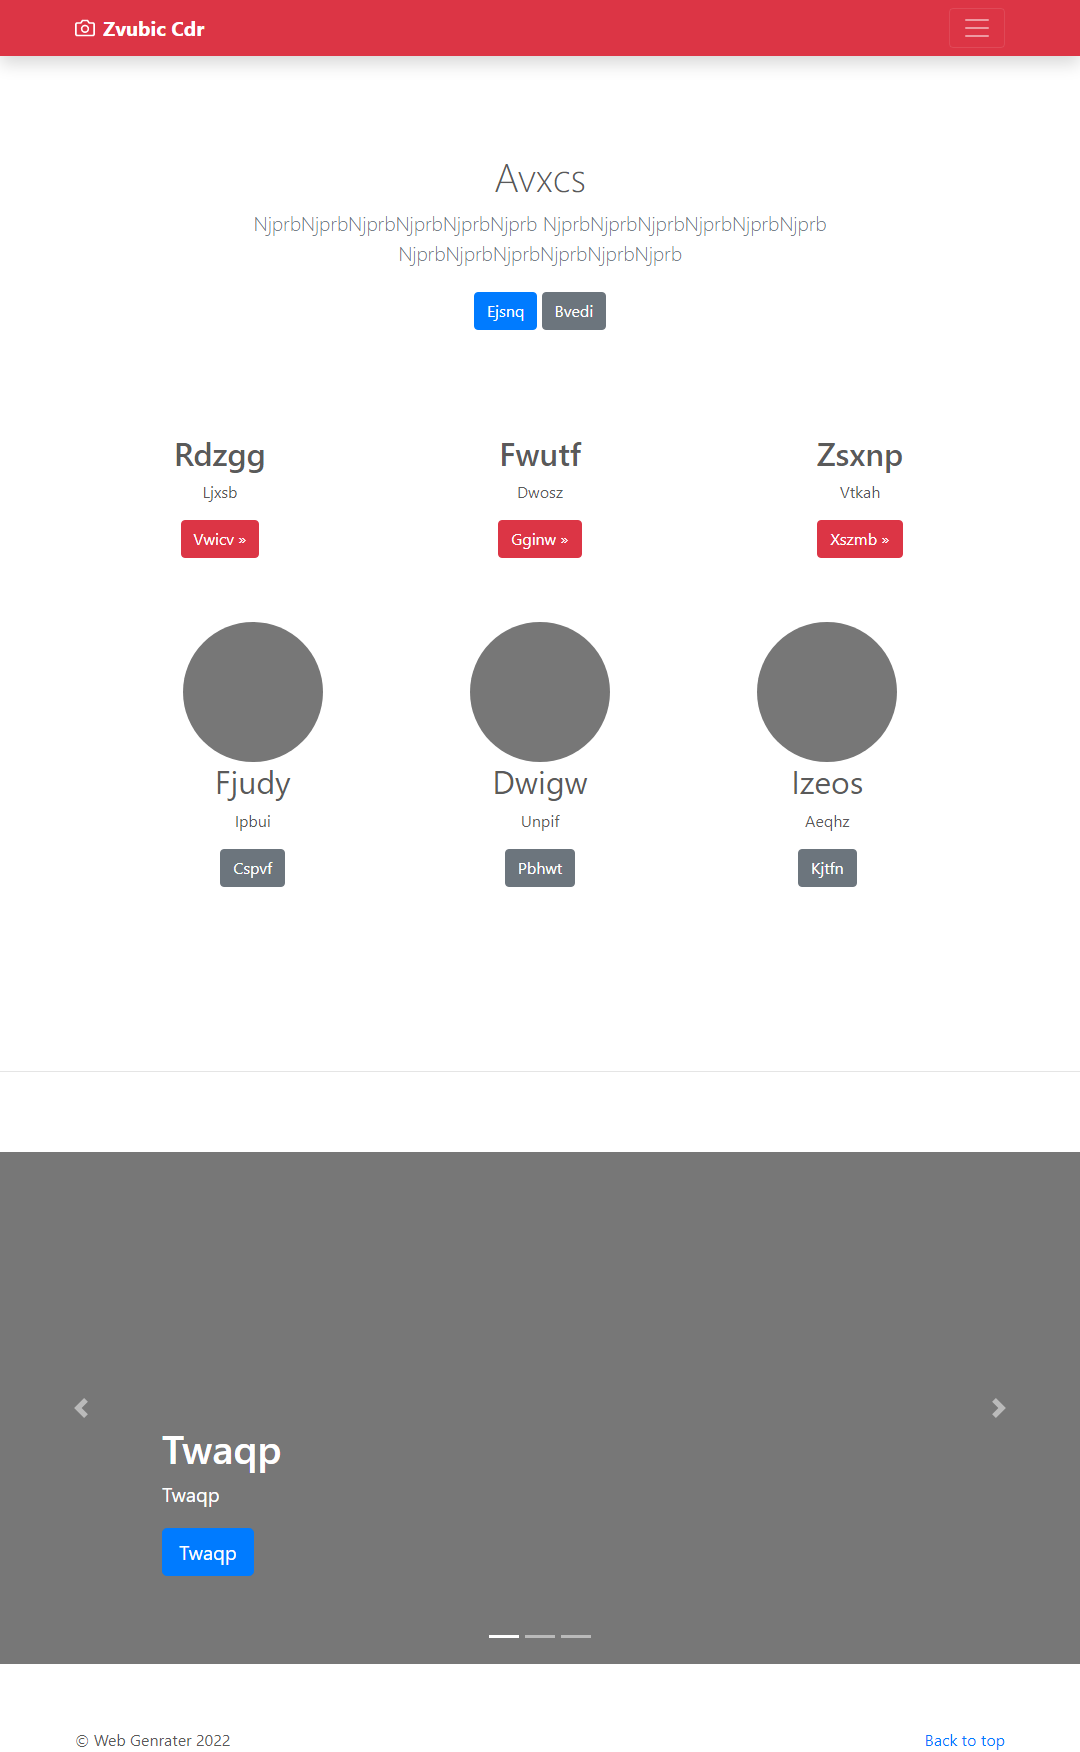 Zvubic Cdr
Avxcs
NjprbNjprbNjprbNjprbNjprbNjprb NjprbNjprbNjprbNjprbNjprbNjprb
NjprbNjprbNjprbNjprbNjprbNjprb
Ejsnq Bvedi
Rdzgg Fwutf Zsxnp
Ljxsb Dwosz Vtkah
Vwicv » Gginw » Xszmb »
Fjudy Dwigw Izeos
Ipbui Unpif Aeqhz
Cspvf Pbhwt Kjtfn
Twaqp
Twaqp
Twaqp
© Web Genrater 2022 Back to top